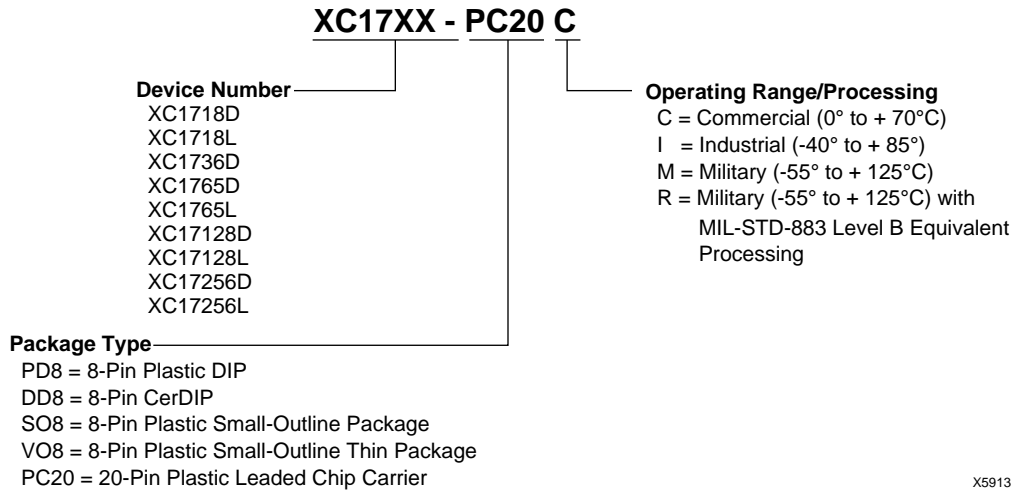 XC17XX - PC20 C
Device Number
XC1718D
XC1718L
XC1736D
XC1765D
XC1765L
XC17128D
XC17128L
XC17256D
XC17256L
Operating Range/Processing
C = Commercial (0° to + 70°C)
I = Industrial (-40° to + 85°)
M = Military (-55° to + 125°C)
R = Military (-55° to + 125°C) with
MIL-STD-883 Level B Equivalent
Processing
Package Type
PD8 = 8-Pin Plastic DIP
DD8 = 8-Pin CerDIP
SO8 = 8-Pin Plastic Small-Outline Package
VO8 = 8-Pin Plastic Small-Outline Thin Package
PC20 = 20-Pin Plastic Leaded Chip Carrier
X5913